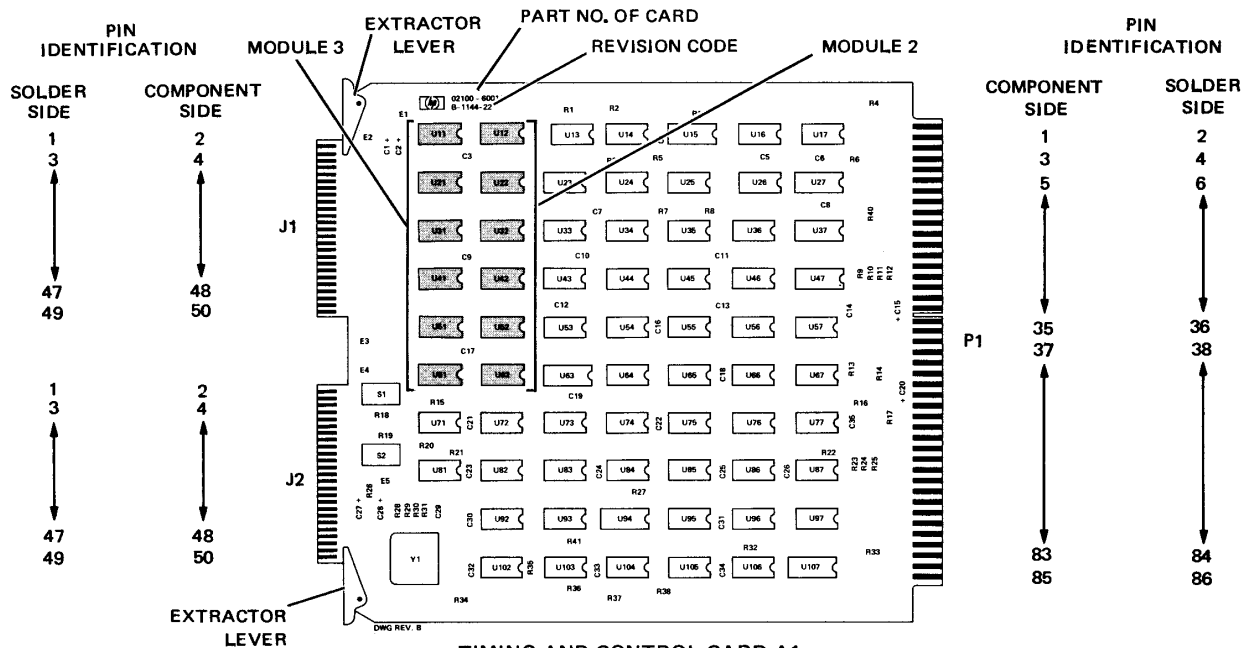 PIN
IDENTIFICATION
EXTRACTOR
LEVER
PART NO. OF CARD
REVISION CODE
MODULE 3
MODULE 2
PIN
IDENTIFICATION
SOLDER
SIDE
COMPONENT
SIDE
COMPONENT
SIDE
SOLDER
SIDE
1 2
3 4
47 48
49 50
J1
1 2
3 4
47 48
49 50
J2
1 2
3 4
5 6
35 36
37 38
83 84
85 86
P1
hp 02100 - 6001
B-1144-22
E1 R1 R2 R4
E2 C1 + C2 + U11 U12 U13 U14 U15 U16 U17
C3 R5 C5 C6 R6
U21 U22 U23 U24 U25 U26 U27
C7 R7 R8 C8 R40
U31 U32 U33 U34 U35 U36 U37
C9 C10 C11
U41 U42 U43 U44 U45 U46 U47 R9 R10 R11 R12
C12 C13 C14 + C15
U51 U52 U53 U54 C16 U55 U56 U57
E3 C17
E4 U61 U62 U63 U64 U65 C18 U66 U67 R13 R14
S1 R15 C19 R16 + C20
R18 U71 C21 U72 U73 U74 C22 U75 U76 U77 C35 R17
R19 R20 R21 R22
S2 U81 C23 U82 U83 C24 U84 U85 C25 U86 C26 U87 R23 R24 R25
E5 R26 R27
C27 + C28 + R28 R29 R30 R31 C29 C30 U92 U93 U94 U95 C31 U96 U97
R41 R32 R33
Y1 C32 U102 R35 U103 C33 U104 U105 C34 U106 U107
R34 R36 R37 R38
DWG REV. B
EXTRACTOR
LEVER
TIMING AND CONTROL CARD A1